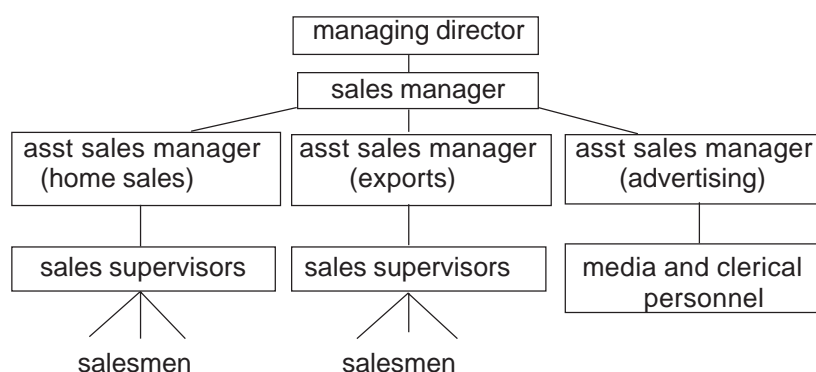 managing director
sales manager
asst sales manager
(home sales)
asst sales manager
(exports)
asst sales manager
(advertising)
sales supervisors
sales supervisors
media and clerical
personnel
salesmen
salesmen